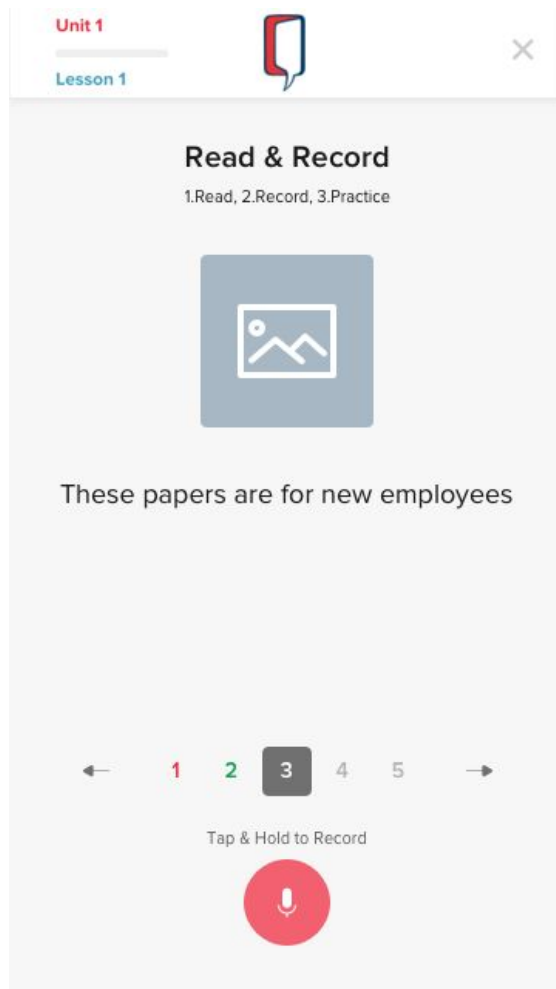 Unit 1
Lesson 1
Read & Record
1.Read, 2.Record, 3.Practice
These papers are for new employees
1 2 3 4 5
Tap & Hold to Record